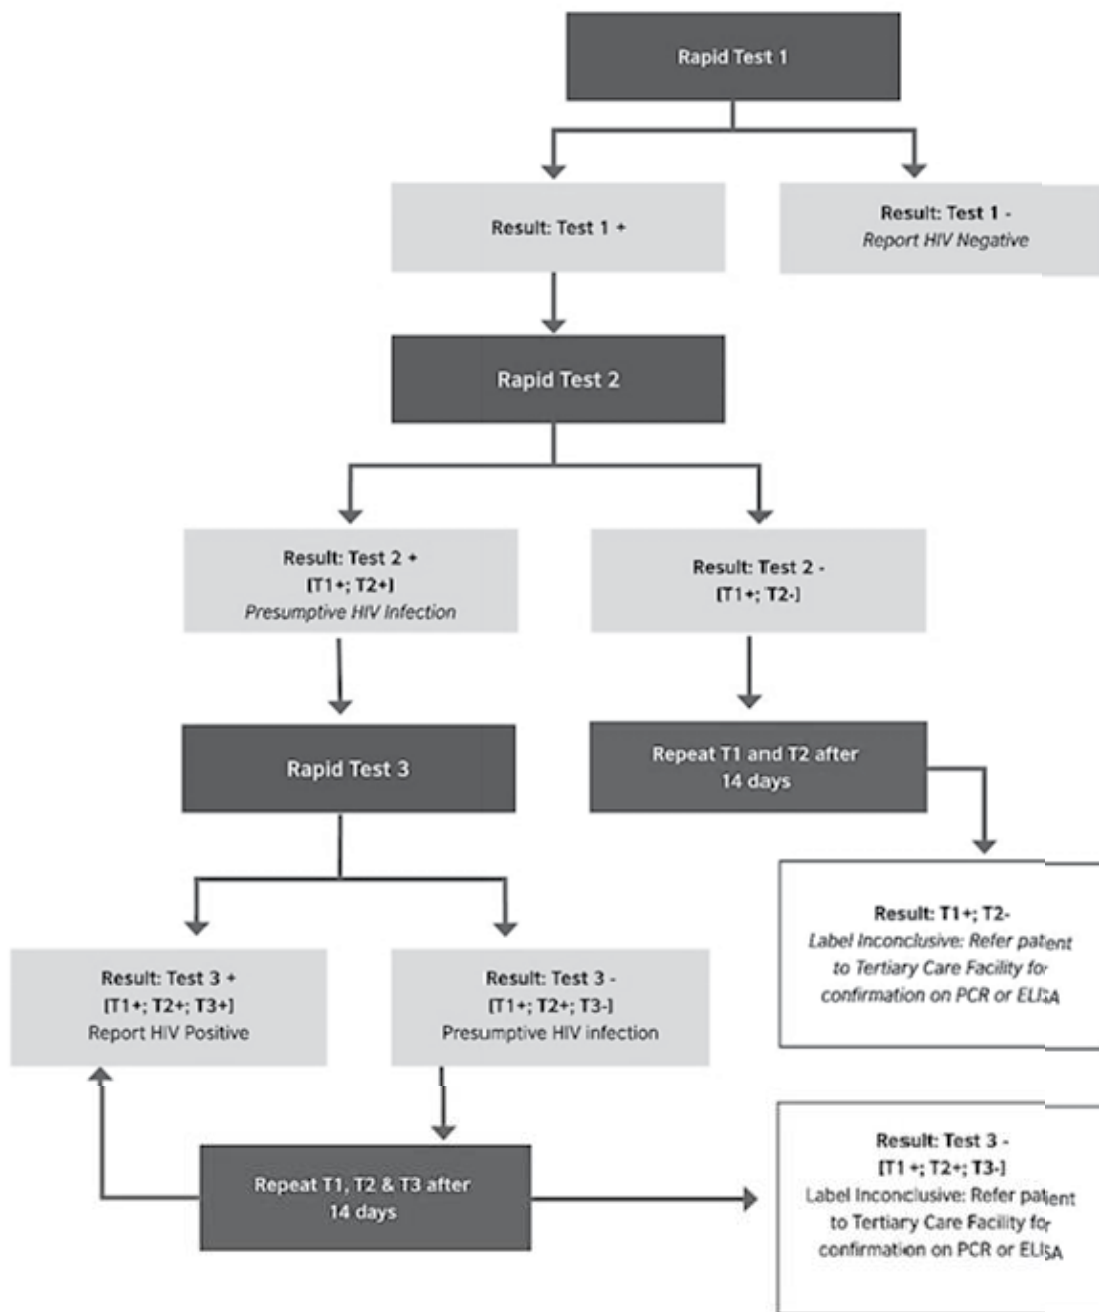 Rapid Test 1
Result: Test 1 +
Result: Test 1 -
Report HIV Negative
Rapid Test 2
Result: Test 2 +
[T1+; T2+]
Presumptive HIV Infection
Result: Test 2 -
[T1+; T2-]
Rapid Test 3
Repeat T1 and T2 after
14 days
Result: T1+; T2-
Label Inconclusive: Refer patient
to Tertiary Care Facility for
confirmation on PCR or ELISA
Result: Test 3 +
[T1+; T2+; T3+]
Report HIV Positive
Result: Test 3 -
[T1+; T2+; T3-]
Presumptive HIV infection
Repeat T1, T2 & T3 after
14 days
Result: Test 3 -
[T1 +; T2+; T3-]
Label Inconclusive: Refer patient
to Tertiary Care Facility for
confirmation on PCR or ELISA